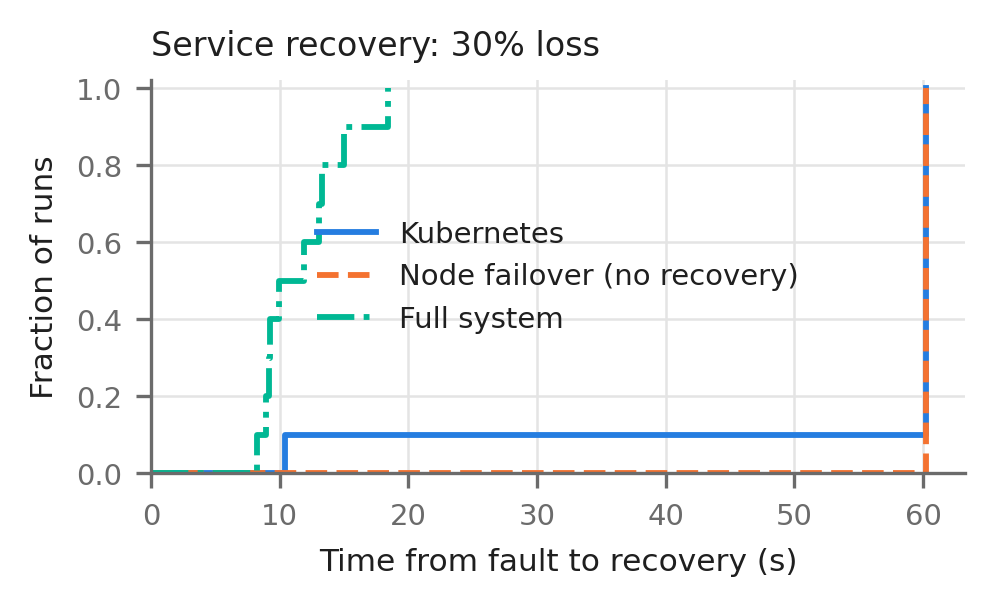 Service recovery: 30% loss
1.0
0.8
0.6
0.4
0.2
0.0
Fraction of runs
Kubernetes
Node failover (no recovery)
Full system
0 10 20 30 40 50 60
Time from fault to recovery (s)